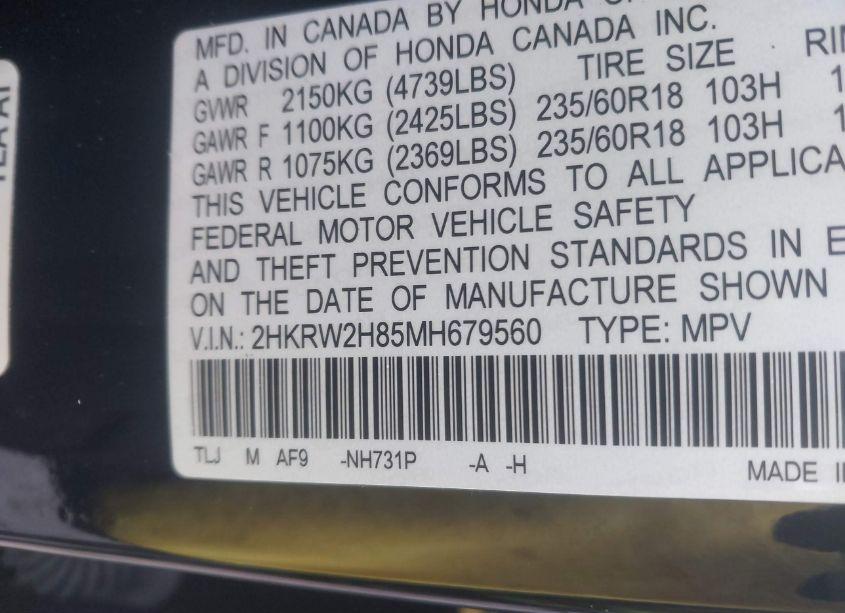 MFD. IN CANADA BY HONDA
A DIVISION OF HONDA CANADA INC.
GVWR 2150KG (4739LBS) TIRE SIZE
GAWR F 1100KG (2425LBS) 235/60R18 103H
GAWR R 1075KG (2369LBS) 235/60R18 103H
THIS VEHICLE CONFORMS TO ALL APPLICA
FEDERAL MOTOR VEHICLE SAFETY
AND THEFT PREVENTION STANDARDS IN E
ON THE DATE OF MANUFACTURE SHOWN
V.I.N.: 2HKRW2H85MH679560 TYPE: MPV
TLJ M AF9 -NH731P -A -H
MADE